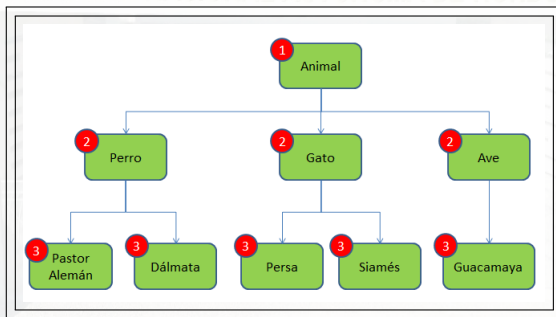 1
Animal
2
Perro
2
Gato
2
Ave
3
Pastor
Alemán
3
Dálmata
3
Persa
3
Siamés
3
Guacamaya